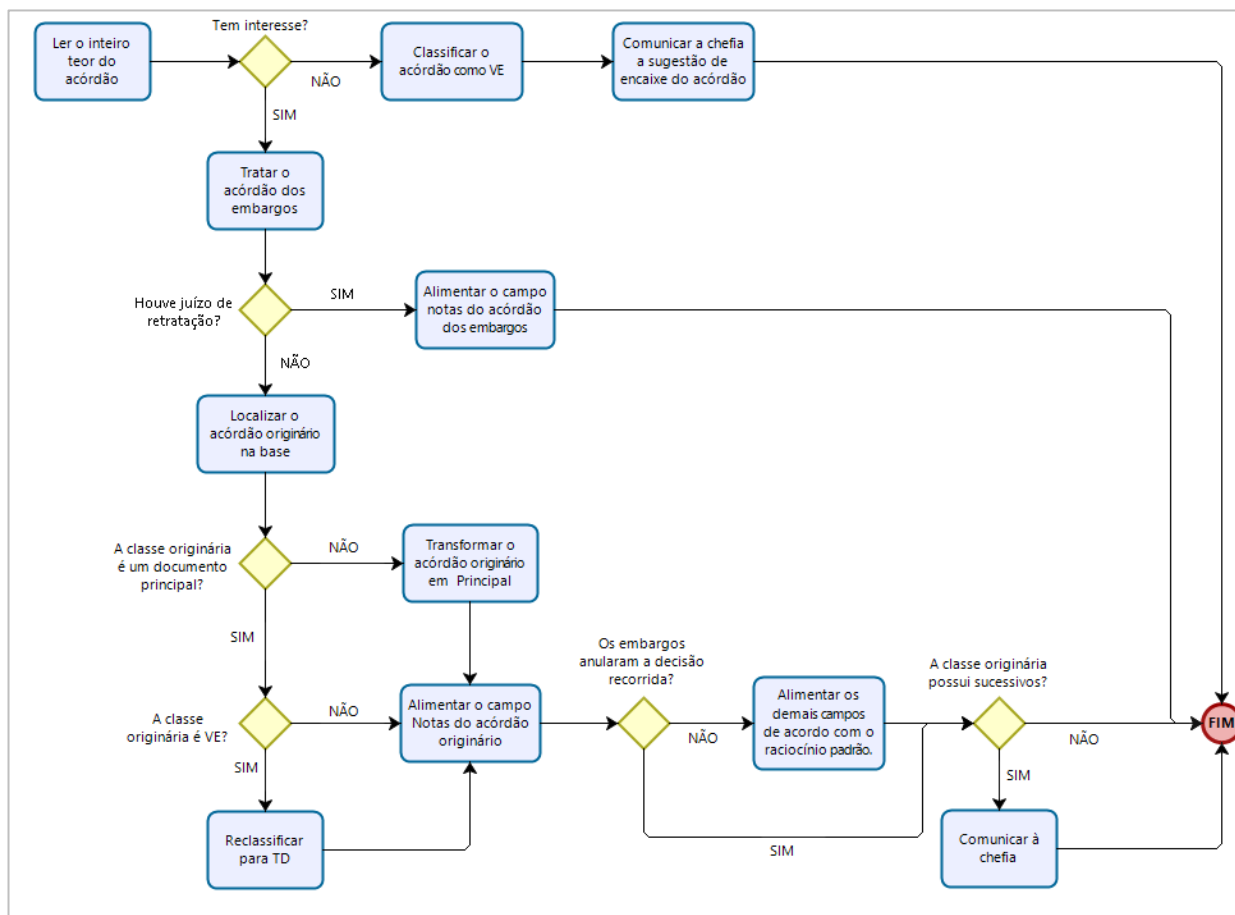 Ler o inteiro
teor do
acórdão
Tem interesse?
NÃO
SIM
Classificar o
acórdão como VE
Comunicar a chefia
a sugestão de
encaixe do acórdão
Tratar o
acórdão dos
embargos
Houve juízo de
retratação?
SIM
NÃO
Alimentar o campo
notas do acórdão
dos embargos
Localizar o
acórdão originário
na base
A classe originária
é um documento
principal?
NÃO
SIM
Transformar o
acórdão originário
em Principal
A classe
originária é VE?
NÃO
SIM
Reclassificar
para TD
Alimentar o campo
Notas do acórdão
originário
Os embargos
anularam a decisão
recorrida?
NÃO
SIM
Alimentar os
demais campos
de acordo com o
raciocínio padrão.
A classe originária
possui sucessivos?
NÃO
SIM
Comunicar à
chefia
FIM